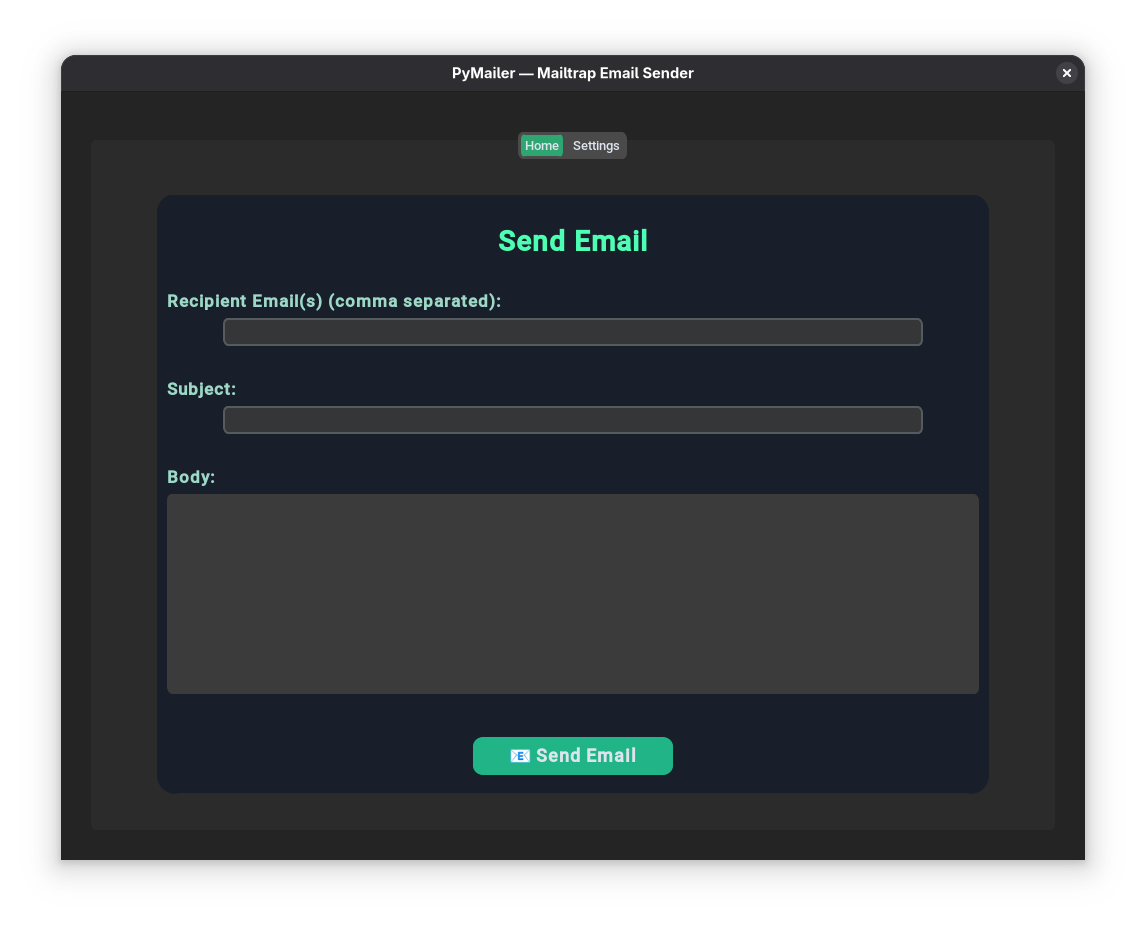 PyMailer — Mailtrap Email Sender
Home Settings
Send Email
Recipient Email(s) (comma separated):
Subject:
Body:
📧 Send Email